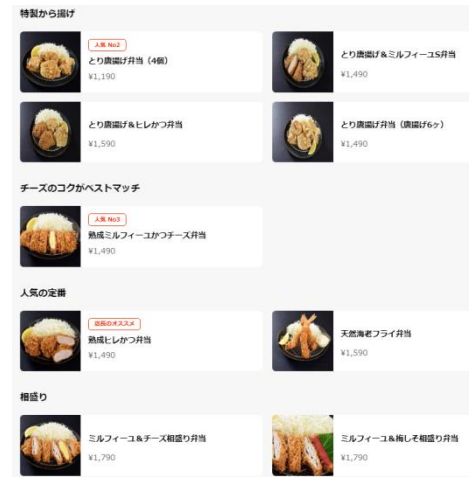 特製から揚げ
人気 No2
とり唐揚げ弁当（4個）
¥1,190
とり唐揚げ＆ミルフィーユS弁当
¥1,490
とり唐揚げ＆ヒレかつ弁当
¥1,590
とり唐揚げ弁当（唐揚げ6ヶ）
¥1,490
チーズのコクがベストマッチ
人気 No3
熟成ミルフィーユかつチーズ弁当
¥1,490
人気の定番
店長のオススメ
熟成ヒレかつ弁当
¥1,490
天然海老フライ弁当
¥1,590
相盛り
ミルフィーユ＆チーズ相盛り弁当
¥1,790
ミルフィーユ＆梅しそ相盛り弁当
¥1,790